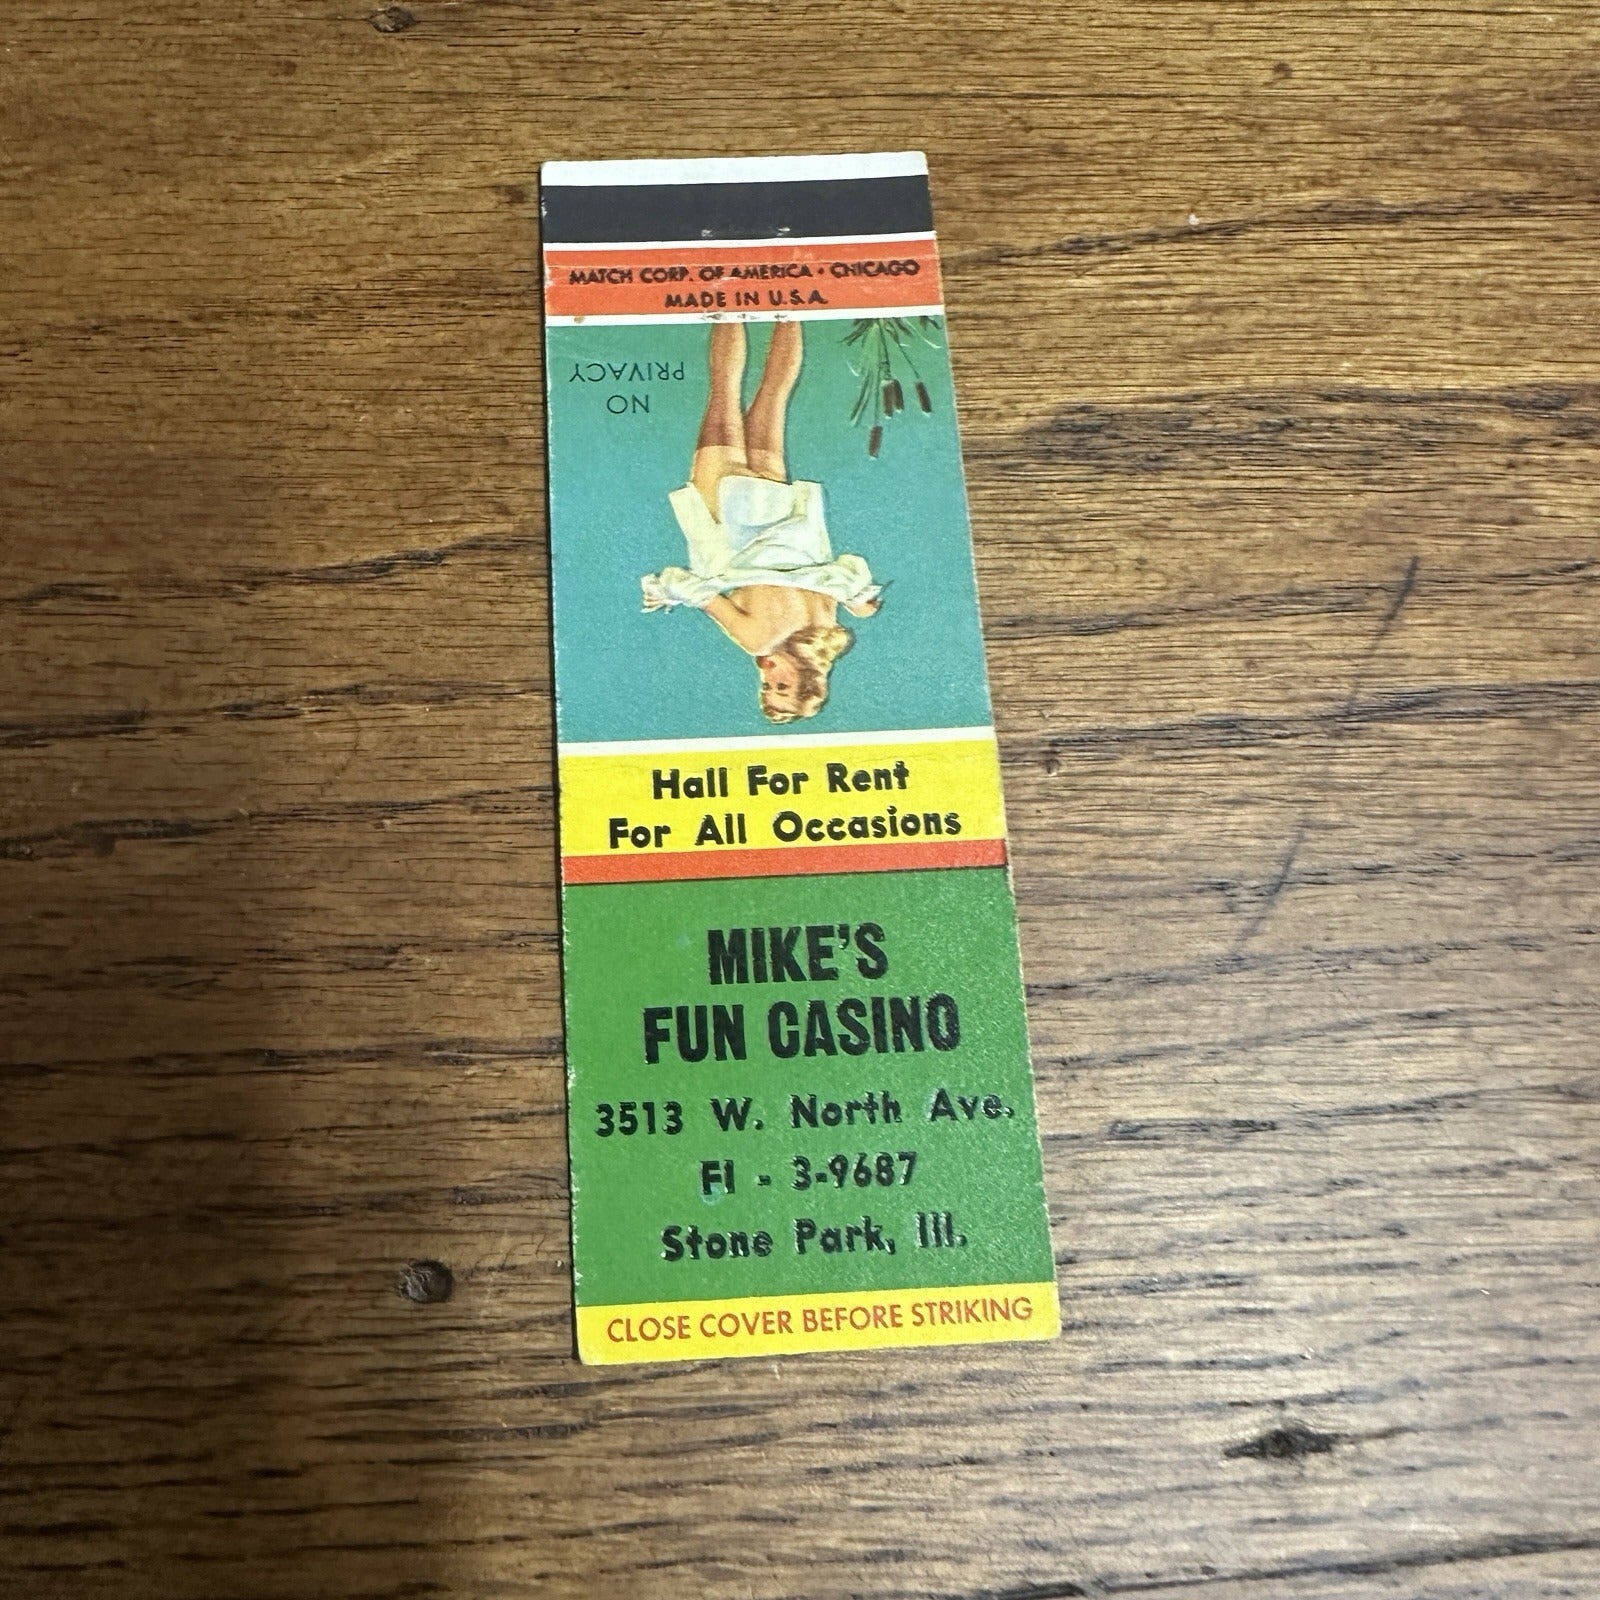 MATCH CORP. OF AMERICA • CHICAGO
MADE IN U.S.A.
NO
PRIVACY
Hall For Rent
For All Occasions
MIKE'S
FUN CASINO
3513 W. North Ave.
FI - 3-9687
Stone Park, Ill.
CLOSE COVER BEFORE STRIKING